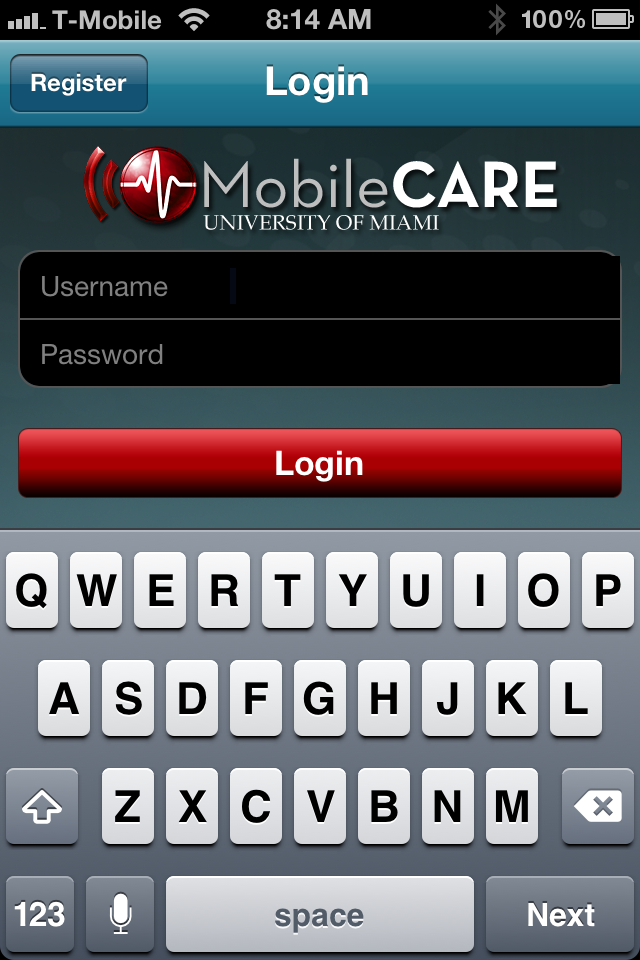 T-Mobile 8:14 AM 100%
Register Login
MobileCARE
UNIVERSITY OF MIAMI
Username
Password
Login
Q W E R T Y U I O P
A S D F G H J K L
Z X C V B N M
123 space Next